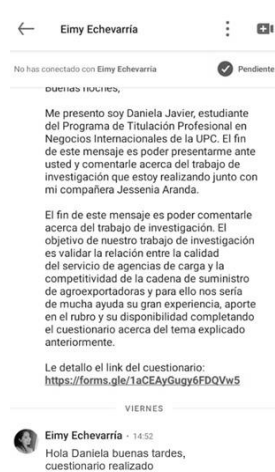 Eimy Echevarría
No has conectado con Eimy Echevarría
Pendiente
Buenas noches,
Me presento soy Daniela Javier, estudiante
del Programa de Titulación Profesional en
Negocios Internacionales de la UPC. El fin
de este mensaje es poder presentarme ante
usted y comentarle acerca del trabajo de
investigación que estoy realizando junto con
mi compañera Jessenia Aranda.
El fin de este mensaje es poder comentarle
acerca del trabajo de investigación. El
objetivo de nuestro trabajo de investigación
es validar la relación entre la calidad
del servicio de agencias de carga y la
competitividad de la cadena de suministro
de agroexportadoras y para ello nos sería
de mucha ayuda su gran experiencia, aporte
en el rubro y su disponibilidad completando
el cuestionario acerca del tema explicado
anteriormente.
Le detallo el link del cuestionario:
https://forms.gle/1aCEAyGugy6FDQVw5
VIERNES
Eimy Echevarría · 14:52
Hola Daniela buenas tardes,
cuestionario realizado